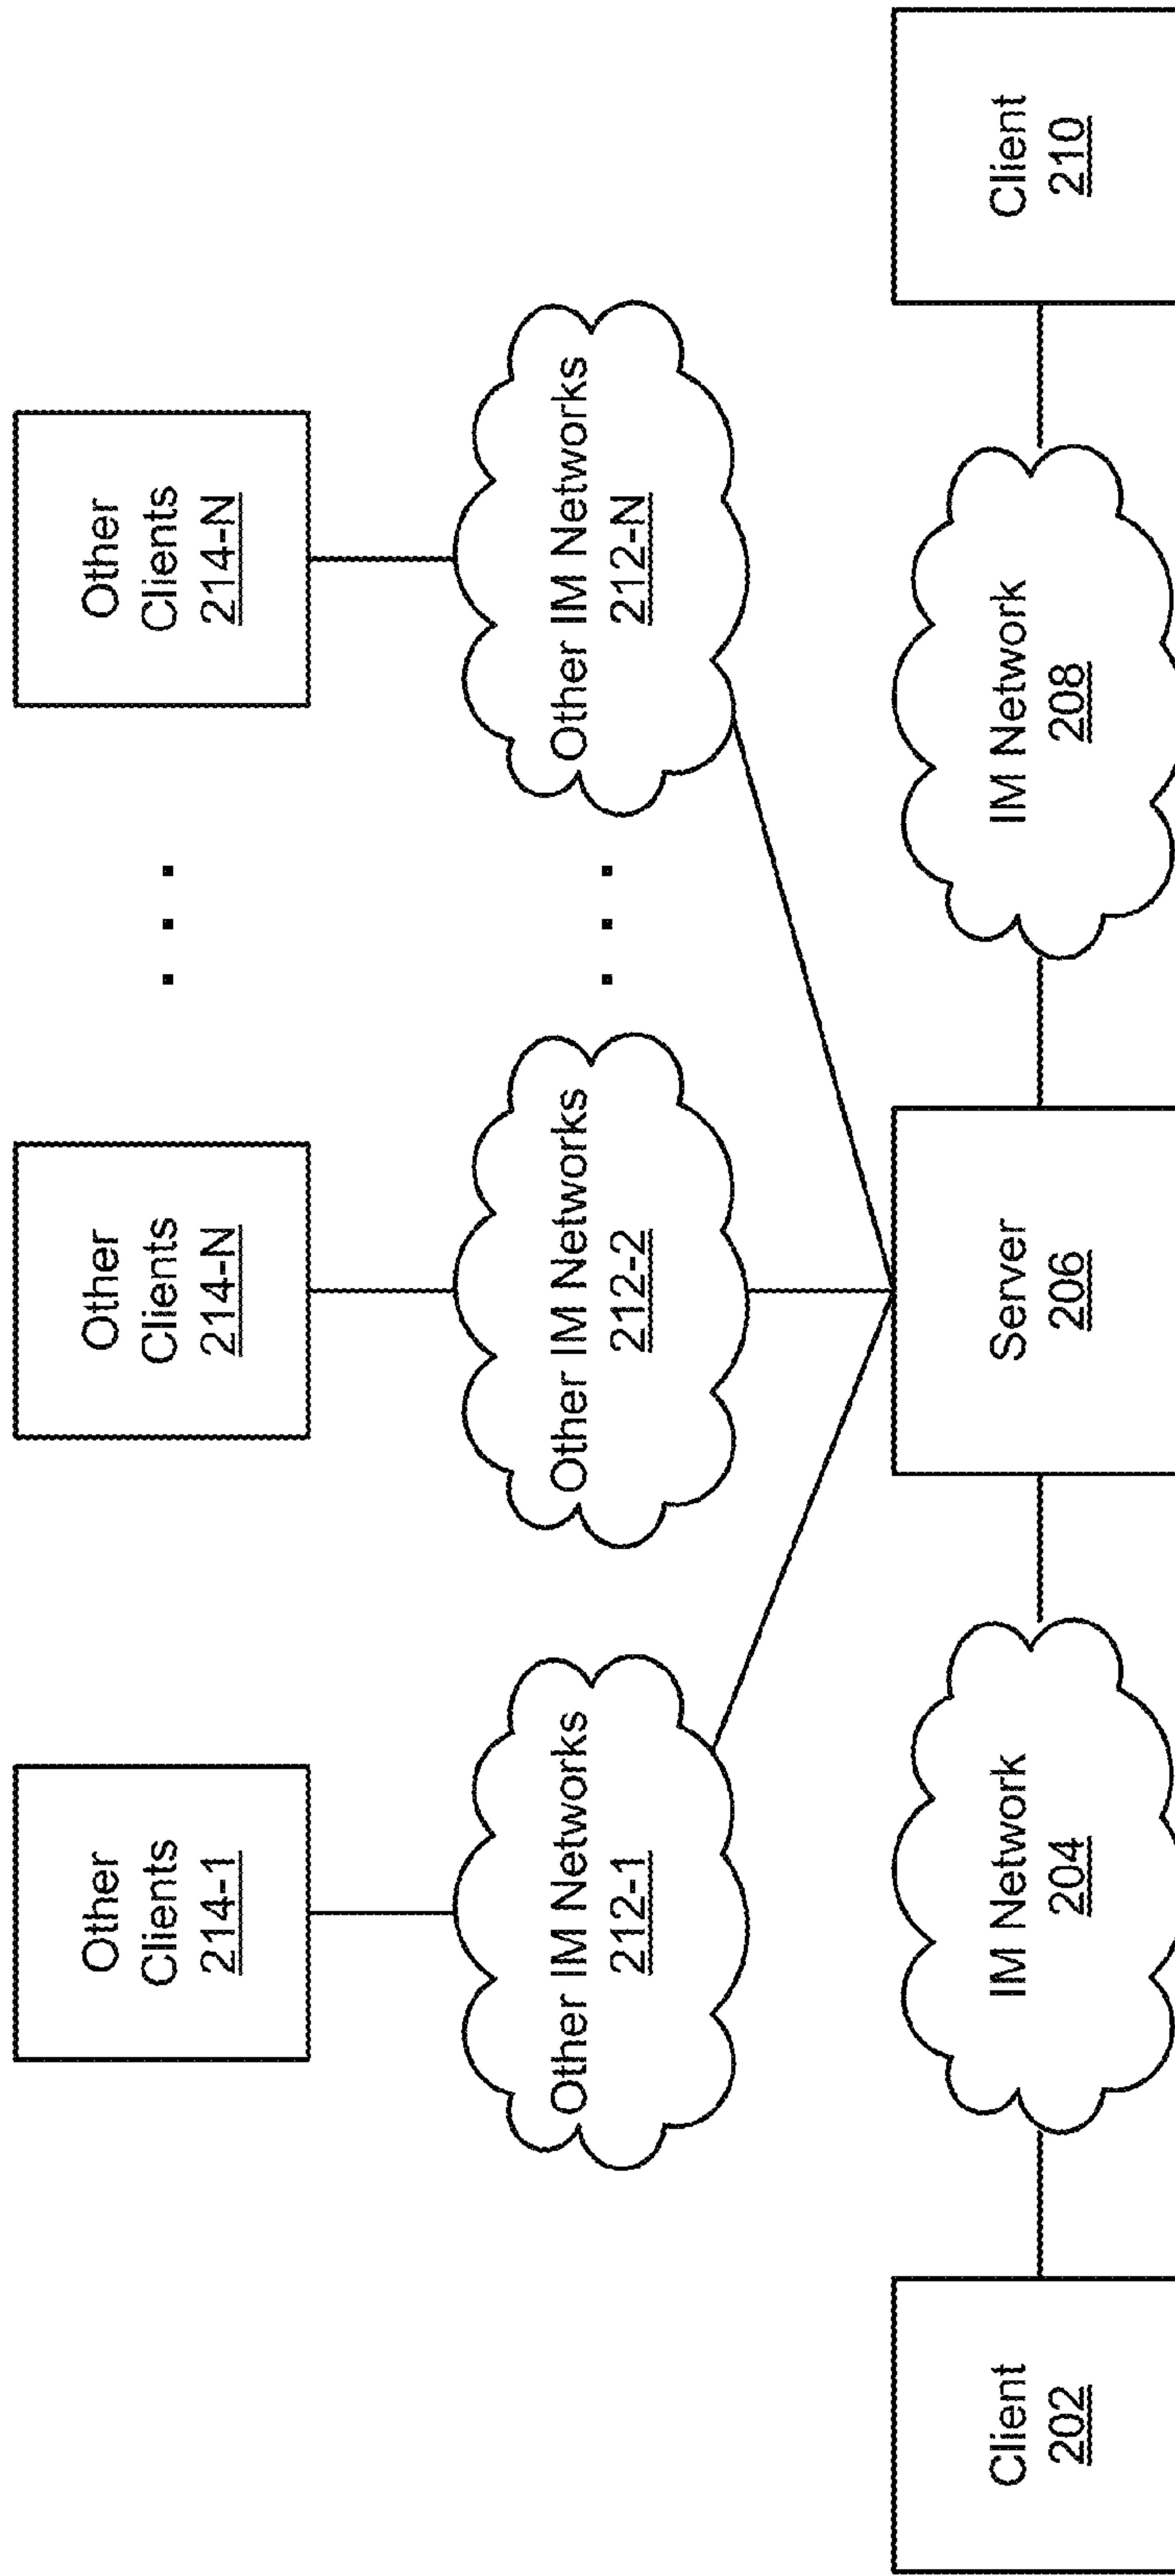 Other
Clients
214-1
Other
Clients
214-N
Other
Clients
214-N
. . .
Other IM Networks
212-1
Other IM Networks
212-2
Other IM Networks
212-N
. . .
Client
202
IM Network
204
Server
206
IM Network
208
Client
210